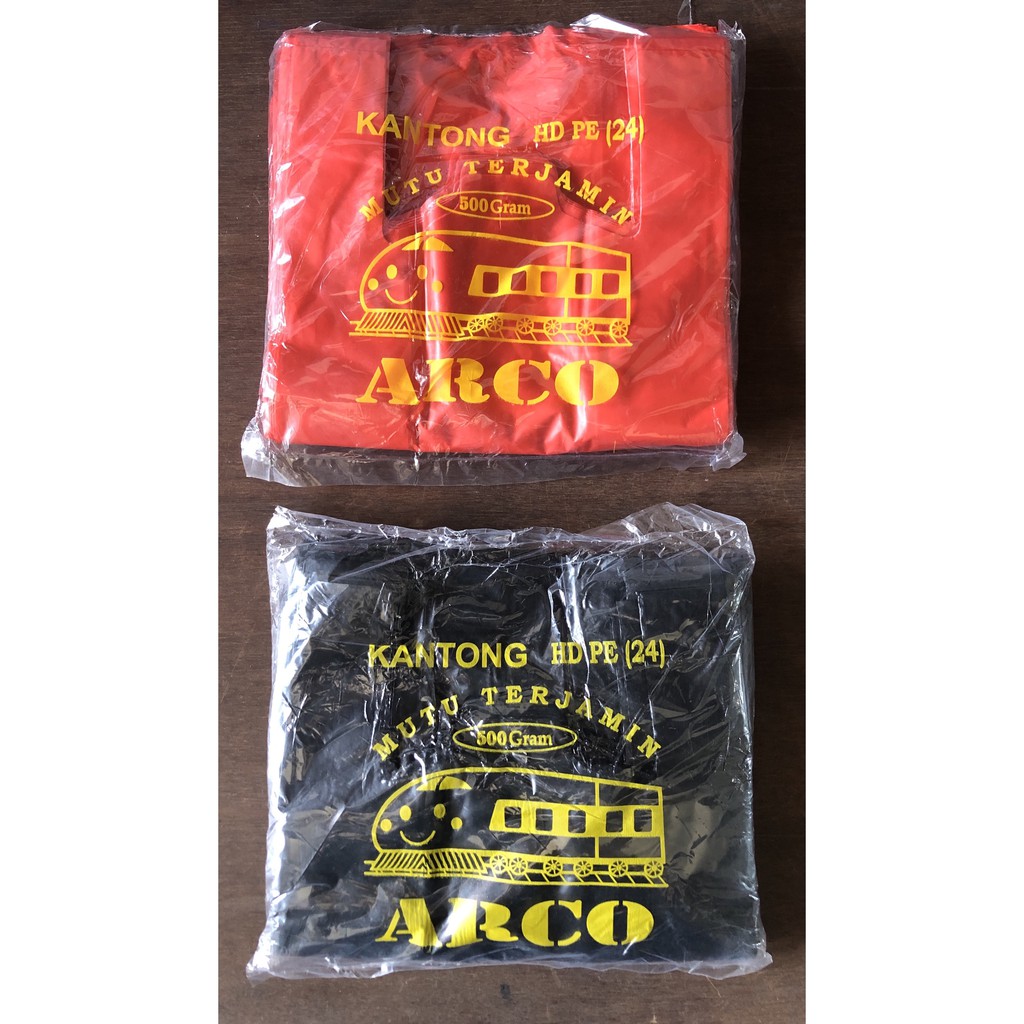 KANTONG HD PE (24)
MUTU TERJAMIN
500 Gram
ARCO
KANTONG HD PE (24)
MUTU TERJAMIN
500 Gram
ARCO